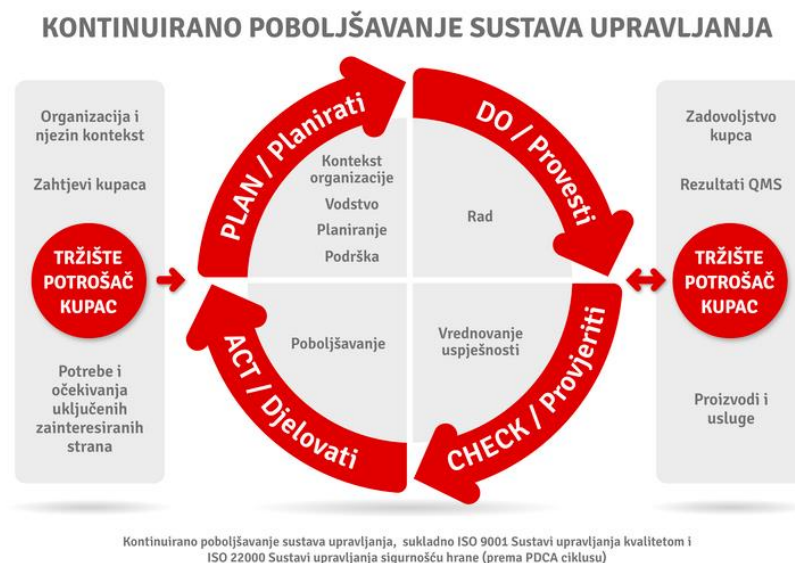 KONTINUIRANO POBOLJŠAVANJE SUSTAVA UPRAVLJANJA
Organizacija i
njezin kontekst
Zahtjevi kupaca
TRŽIŠTE
POTROŠAČ
KUPAC
Potrebe i
očekivanja
uključenih
zainteresiranih
strana
PLAN / Planirati
Kontekst
organizacije
Vodstvo
Planiranje
Podrška
DO / Provesti
Rad
ACT / Djelovati
Poboljšavanje
CHECK / Provjeriti
Vrednovanje
uspješnosti
Zadovoljstvo
kupca
Rezultati QMS
TRŽIŠTE
POTROŠAČ
KUPAC
Proizvodi i
usluge
Kontinuirano poboljšavanje sustava upravljanja, sukladno ISO 9001 Sustavi upravljanja kvalitetom i
ISO 22000 Sustavi upravljanja sigurnošću hrane (prema PDCA ciklusu)